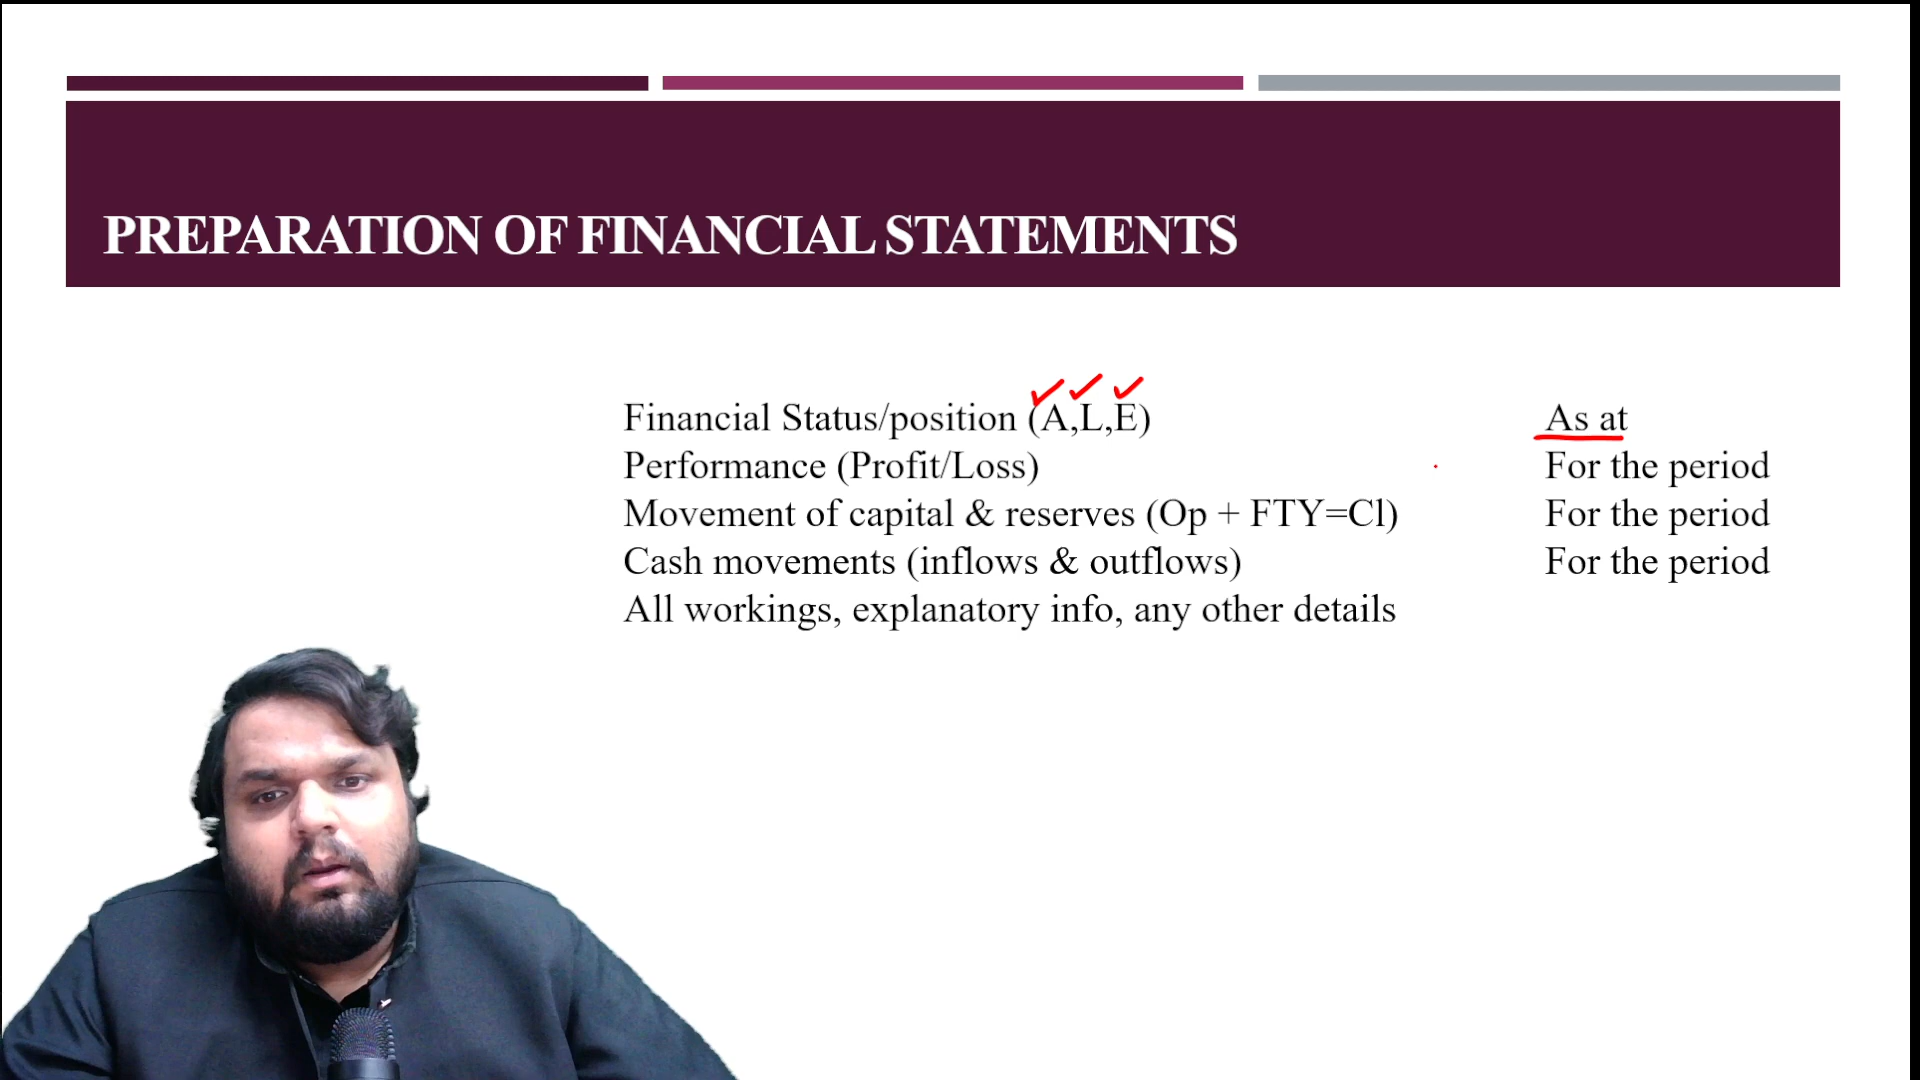 PREPARATION OF FINANCIAL STATEMENTS
Financial Status/position (A,L,E) As at
Performance (Profit/Loss) For the period
Movement of capital & reserves (Op + FTY=Cl) For the period
Cash movements (inflows & outflows) For the period
All workings, explanatory info, any other details